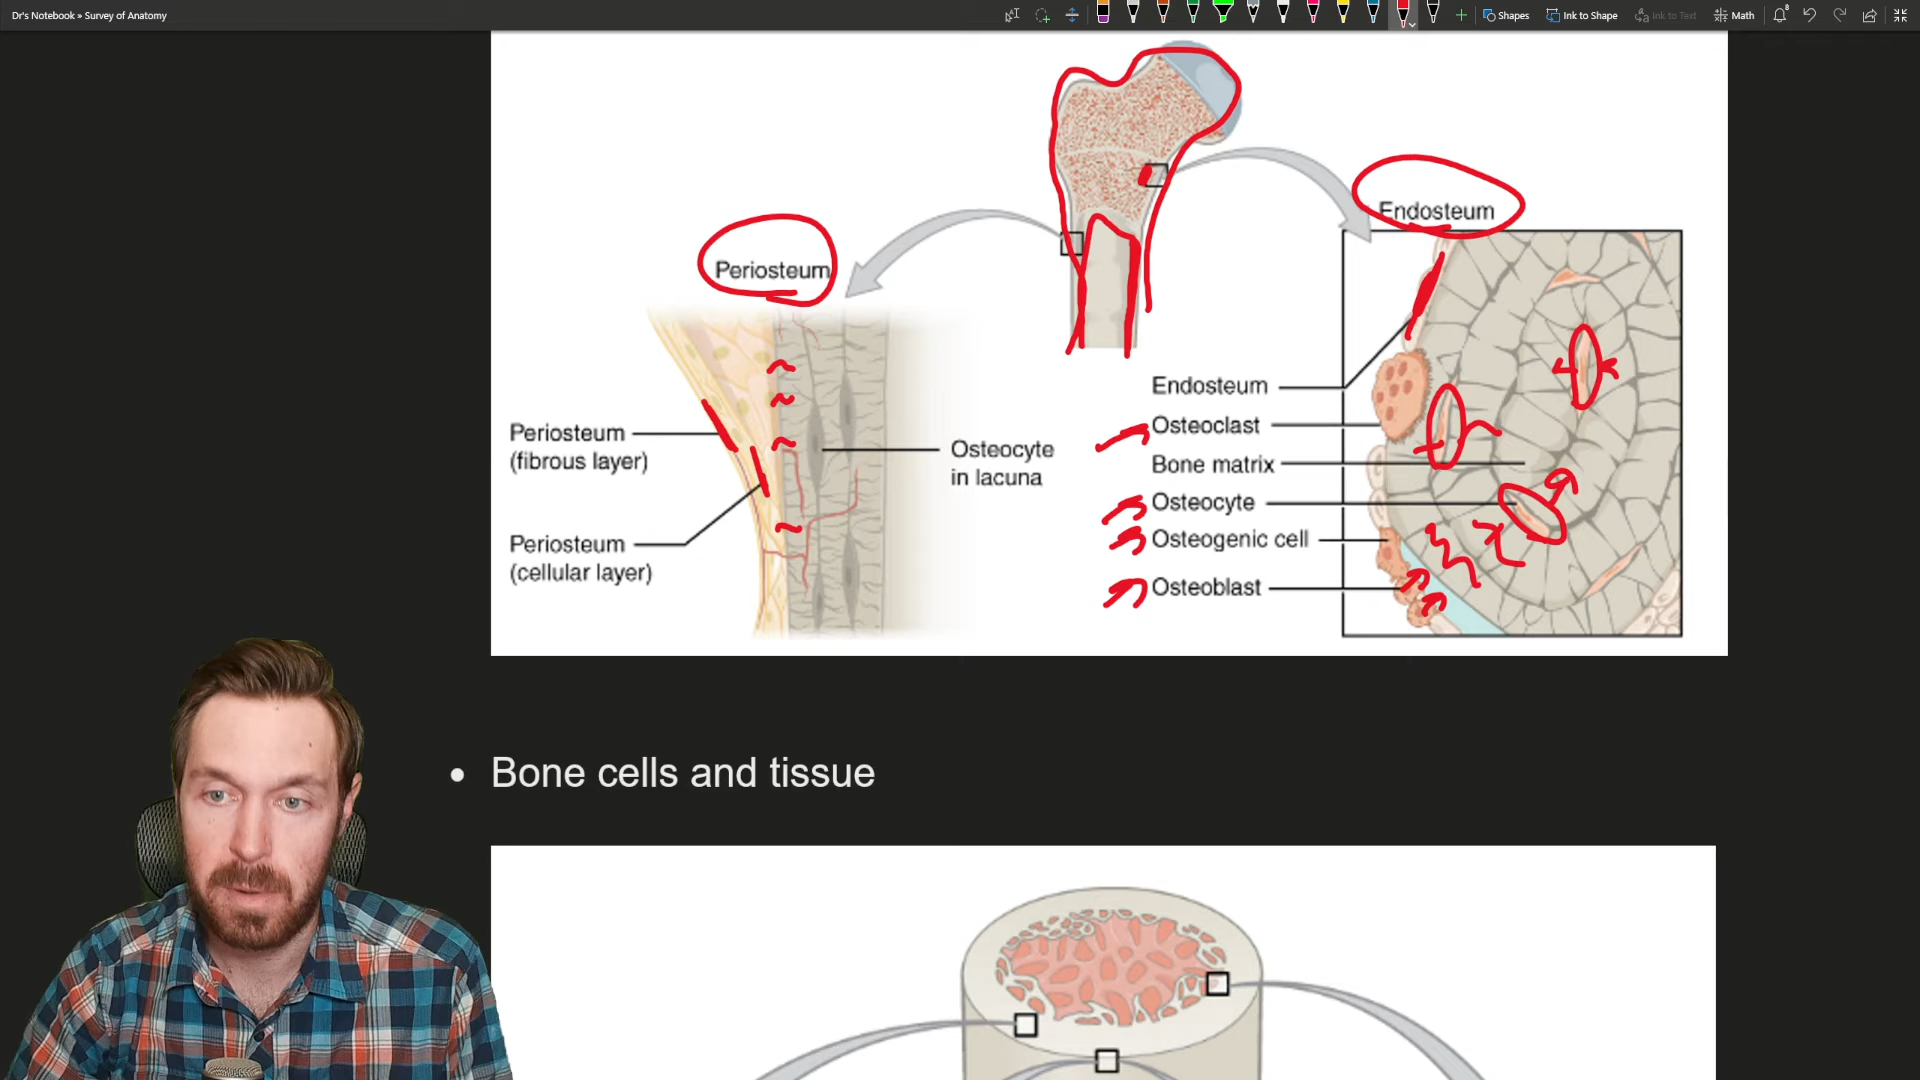 Dr's Notebook » Survey of Anatomy
Shapes
Ink to Shape
Ink to Text
Math
8
Endosteum
Periosteum
Periosteum
(fibrous layer)
Osteocyte
in lacuna
Periosteum
(cellular layer)
Endosteum
Osteoclast
Bone matrix
Osteocyte
Osteogenic cell
Osteoblast
• Bone cells and tissue